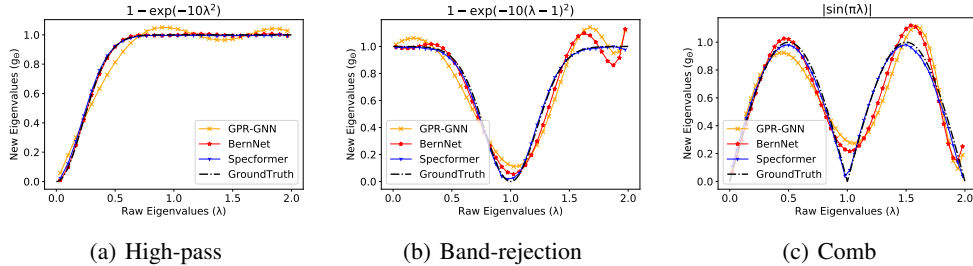 1 − exp(−10λ²)
New Eigenvalues (gΘ)
1.0
0.8
0.6
0.4
0.2
0.0
GPR-GNN
BernNet
Specformer
GroundTruth
0.0 0.5 1.0 1.5 2.0
Raw Eigenvalues (λ)
(a) High-pass
1 − exp(−10(λ − 1)²)
New Eigenvalues (gΘ)
1.0
0.8
0.6
0.4
0.2
0.0
GPR-GNN
BernNet
Specformer
GroundTruth
0.0 0.5 1.0 1.5 2.0
Raw Eigenvalues (λ)
(b) Band-rejection
|sin(πλ)|
New Eigenvalues (gΘ)
1.0
0.8
0.6
0.4
0.2
0.0
GPR-GNN
BernNet
Specformer
GroundTruth
0.0 0.5 1.0 1.5 2.0
Raw Eigenvalues (λ)
(c) Comb